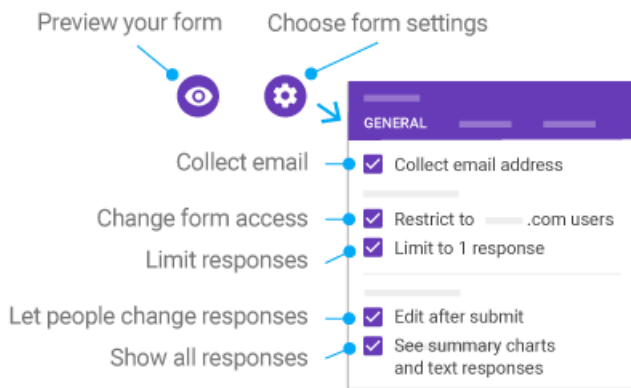 Preview your form
Choose form settings
GENERAL
Collect email
Collect email address
Change form access
Restrict to .com users
Limit responses
Limit to 1 response
Let people change responses
Edit after submit
Show all responses
See summary charts
and text responses